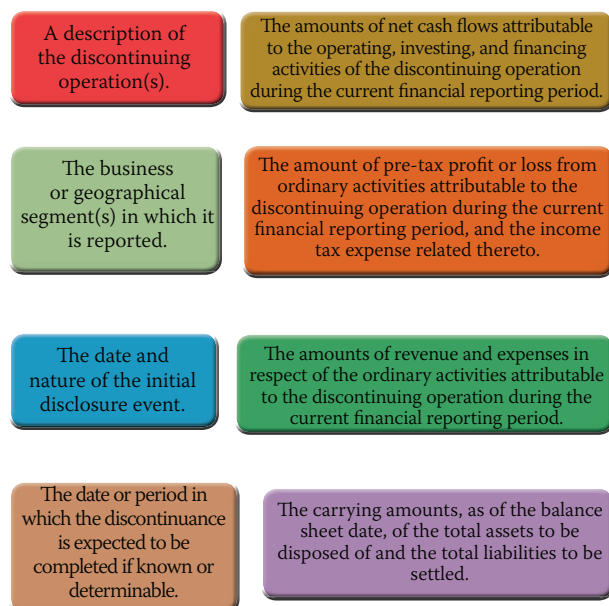 A description of
the discontinuing
operation(s).
The amounts of net cash flows attributable
to the operating, investing, and financing
activities of the discontinuing operation
during the current financial reporting period.
The business
or geographical
segment(s) in which it
is reported.
The amount of pre-tax profit or loss from
ordinary activities attributable to the
discontinuing operation during the current
financial reporting period, and the income
tax expense related thereto.
The date and
nature of the initial
disclosure event.
The amounts of revenue and expenses in
respect of the ordinary activities attributable
to the discontinuing operation during the
current financial reporting period.
The date or period in
which the discontinuance
is expected to be
completed if known or
determinable.
The carrying amounts, as of the balance
sheet date, of the total assets to be
disposed of and the total liabilities to be
settled.